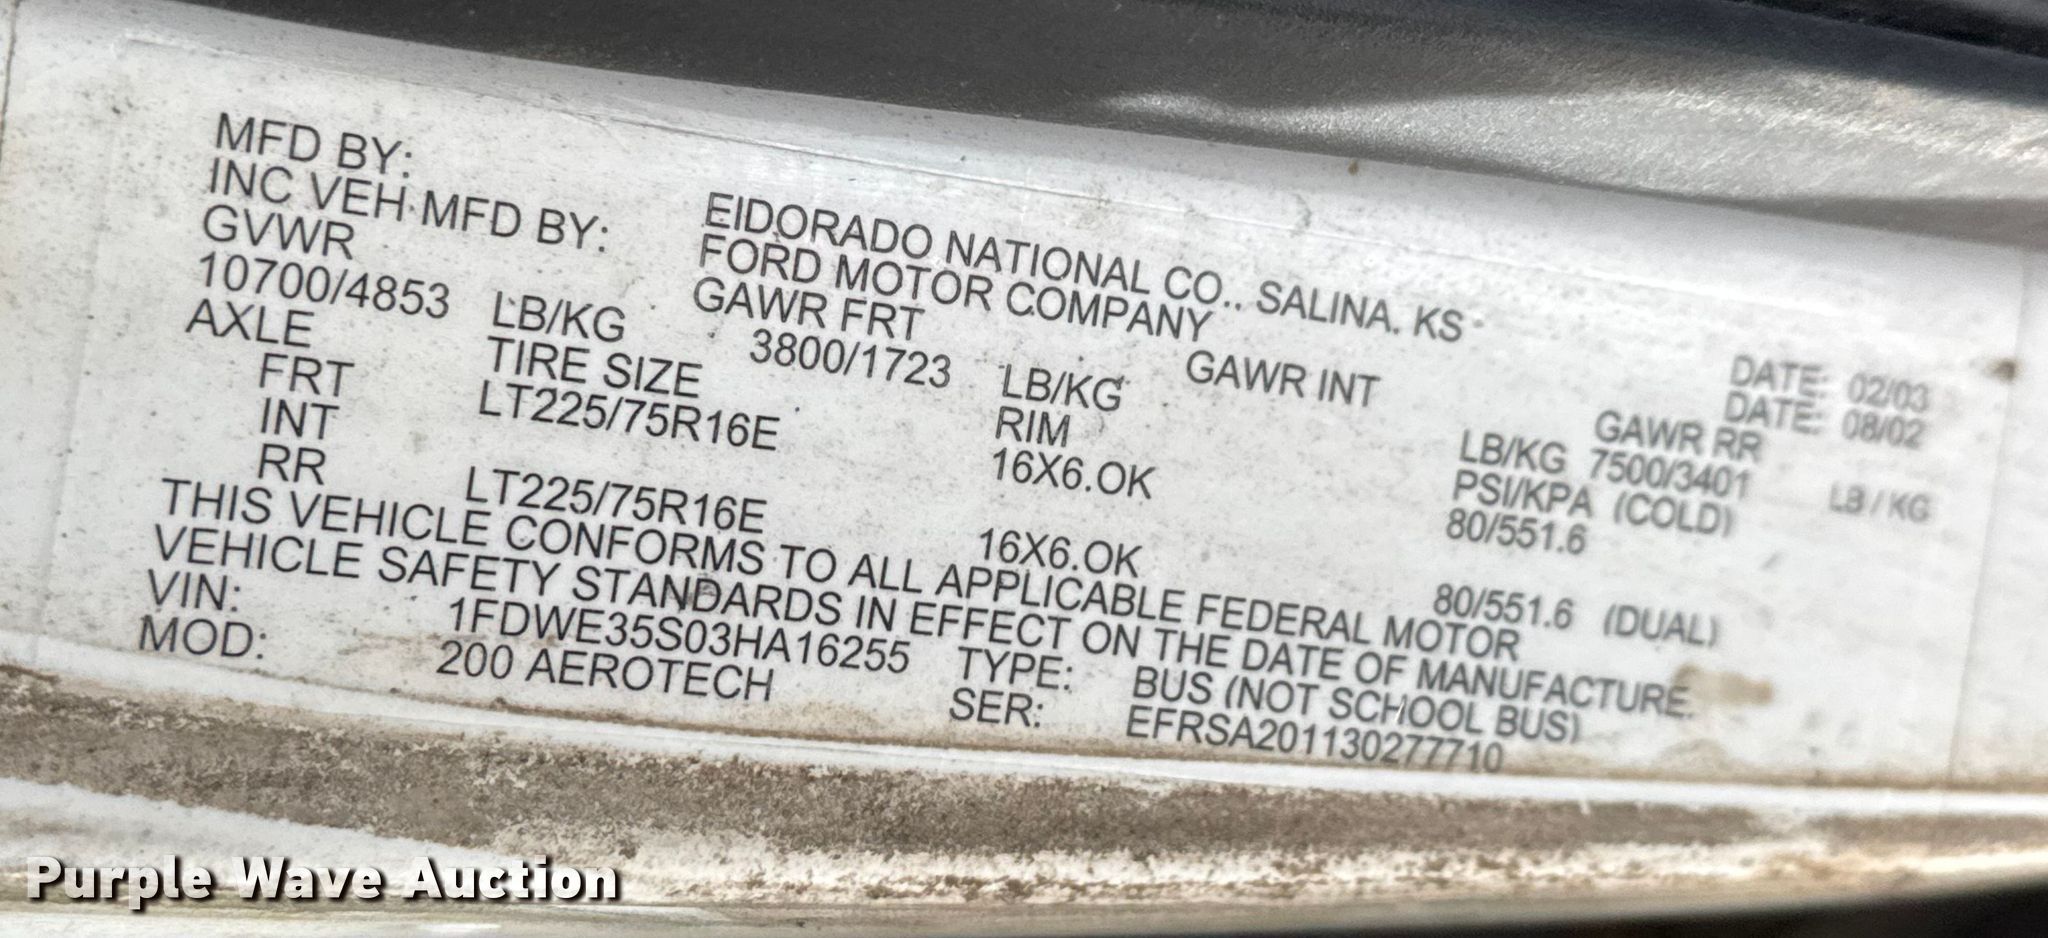 MFD BY: EIDORADO NATIONAL CO.. SALINA. KS DATE: 02/03
INC VEH MFD BY: FORD MOTOR COMPANY DATE: 08/02
GVWR GAWR FRT GAWR INT GAWR RR
10700/4853 LB/KG 3800/1723 LB/KG LB/KG 7500/3401 LB/KG
AXLE TIRE SIZE RIM PSI/KPA (COLD)
FRT LT225/75R16E 16X6.OK 80/551.6
INT
RR LT225/75R16E 16X6.OK 80/551.6 (DUAL)
THIS VEHICLE CONFORMS TO ALL APPLICABLE FEDERAL MOTOR
VEHICLE SAFETY STANDARDS IN EFFECT ON THE DATE OF MANUFACTURE.
VIN: 1FDWE35S03HA16255 TYPE: BUS (NOT SCHOOL BUS)
MOD: 200 AEROTECH SER: EFRSA201130277710
Purple Wave Auction